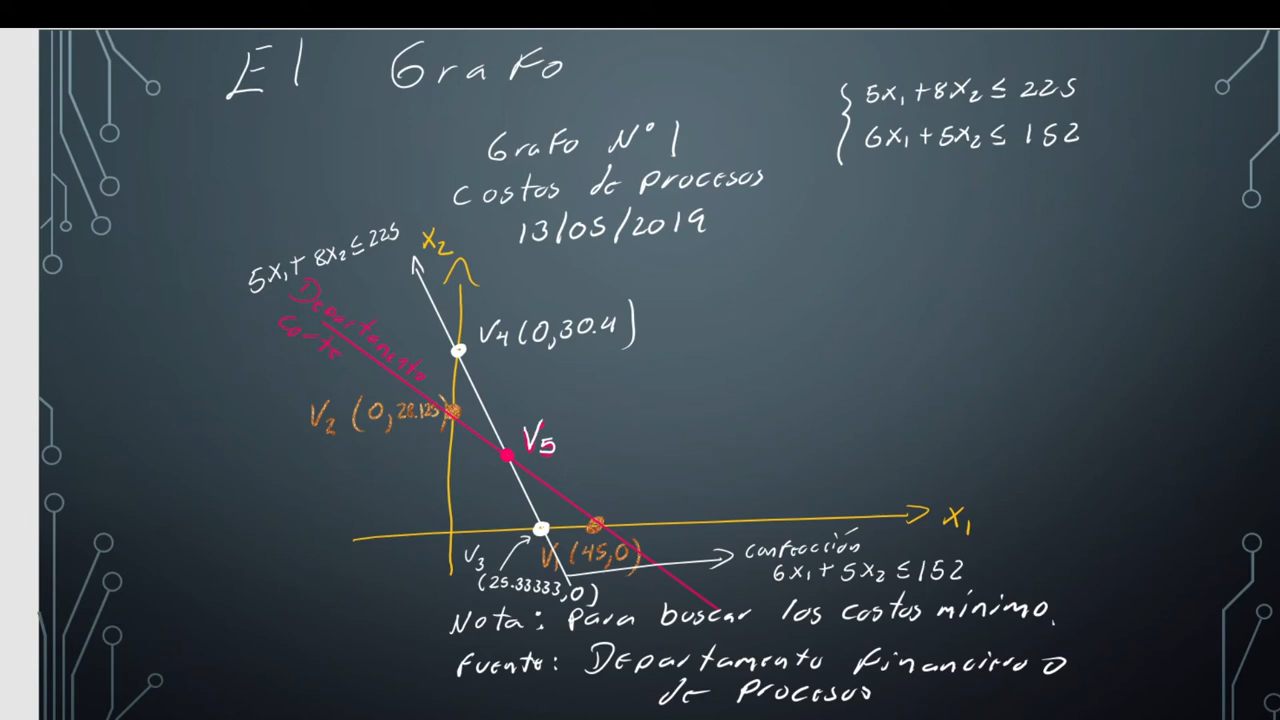 El Grafo
5x₁+8x₂≤225
6x₁+5x₂≤152
Grafo N°1
Costos de Procesos
13/05/2019
5x₁+8x₂≤225
x₂
Departamento
Corte
V₄(0,30.4)
V₂(0,28.125)
V₅
x₁
V₃
(25.33333,0)
V₁(45,0)
Confección
6x₁+5x₂≤152
Nota: Para buscar los costos mínimo.
Fuente: Departamento Financiero
de Procesos